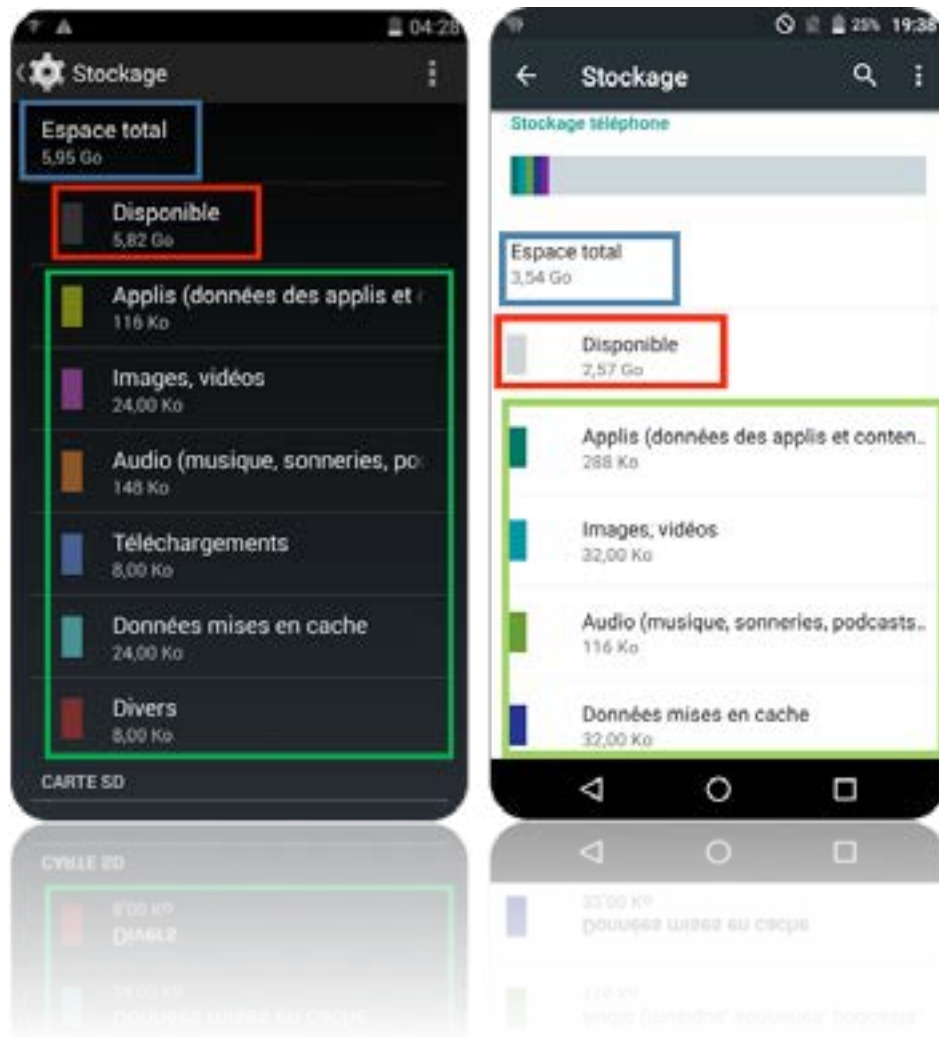 04:28
Stockage
Espace total
5,95 Go
Disponible
5,82 Go
Applis (données des applis et
116 Ko
Images, vidéos
24,00 Ko
Audio (musique, sonneries, po
148 Ko
Téléchargements
8,00 Ko
Données mises en cache
24,00 Ko
Divers
8,00 Ko
CARTE SD
25% 19:38
Stockage
Stockage téléphone
Espace total
3,54 Go
Disponible
2,57 Go
Applis (données des applis et conten..
288 Ko
Images, vidéos
32,00 Ko
Audio (musique, sonneries, podcasts..
116 Ko
Données mises en cache
32,00 Ko